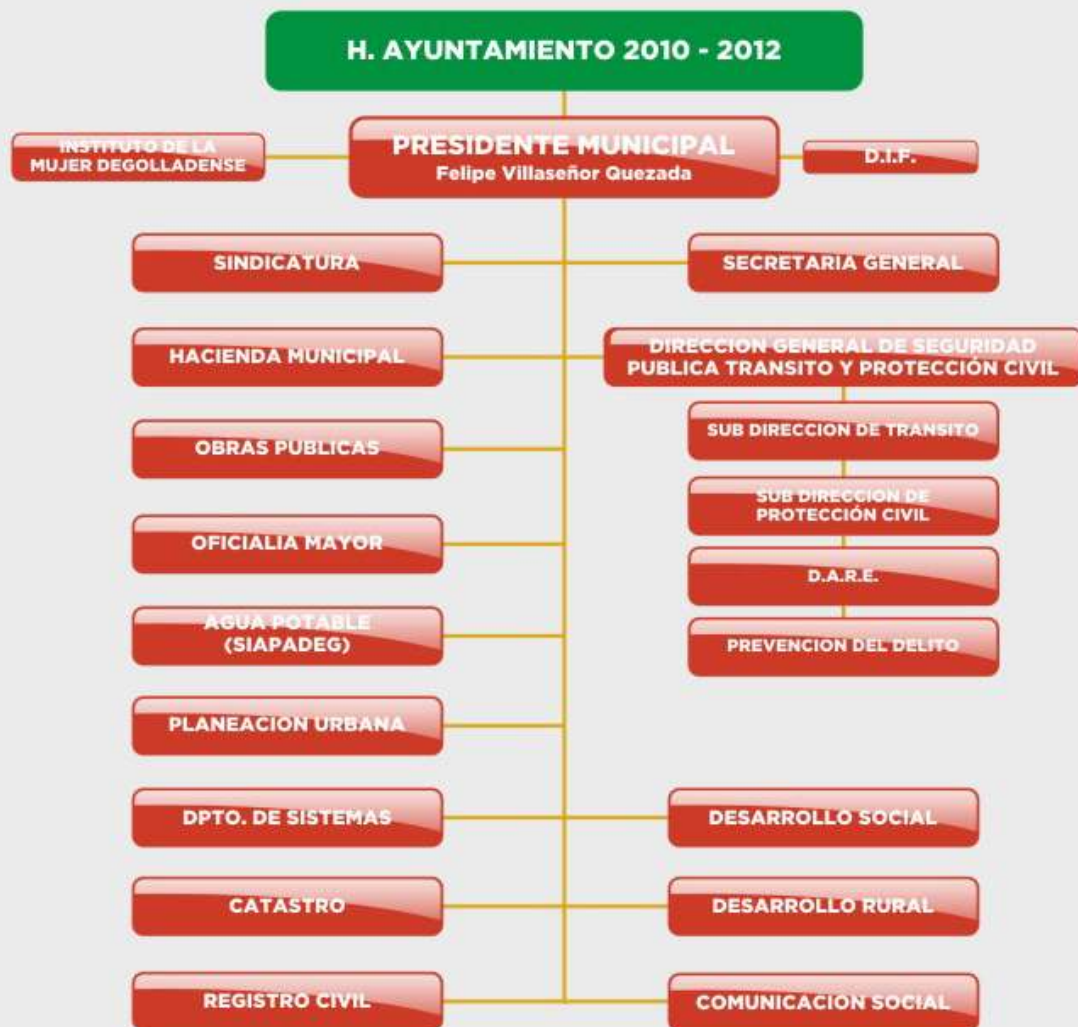 H. AYUNTAMIENTO 2010 - 2012
INSTITUTO DE LA
MUJER DEGOLLADENSE
PRESIDENTE MUNICIPAL
Felipe Villaseñor Quezada
D.I.F.
SINDICATURA
SECRETARIA GENERAL
HACIENDA MUNICIPAL
DIRECCION GENERAL DE SEGURIDAD
PUBLICA TRANSITO Y PROTECCIÓN CIVIL
OBRAS PUBLICAS
SUB DIRECCION DE TRANSITO
SUB DIRECCION DE
PROTECCIÓN CIVIL
OFICIALIA MAYOR
D.A.R.E.
AGUA POTABLE
(SIAPADEG)
PREVENCION DEL DELITO
PLANEACION URBANA
DPTO. DE SISTEMAS
DESARROLLO SOCIAL
CATASTRO
DESARROLLO RURAL
REGISTRO CIVIL
COMUNICACION SOCIAL